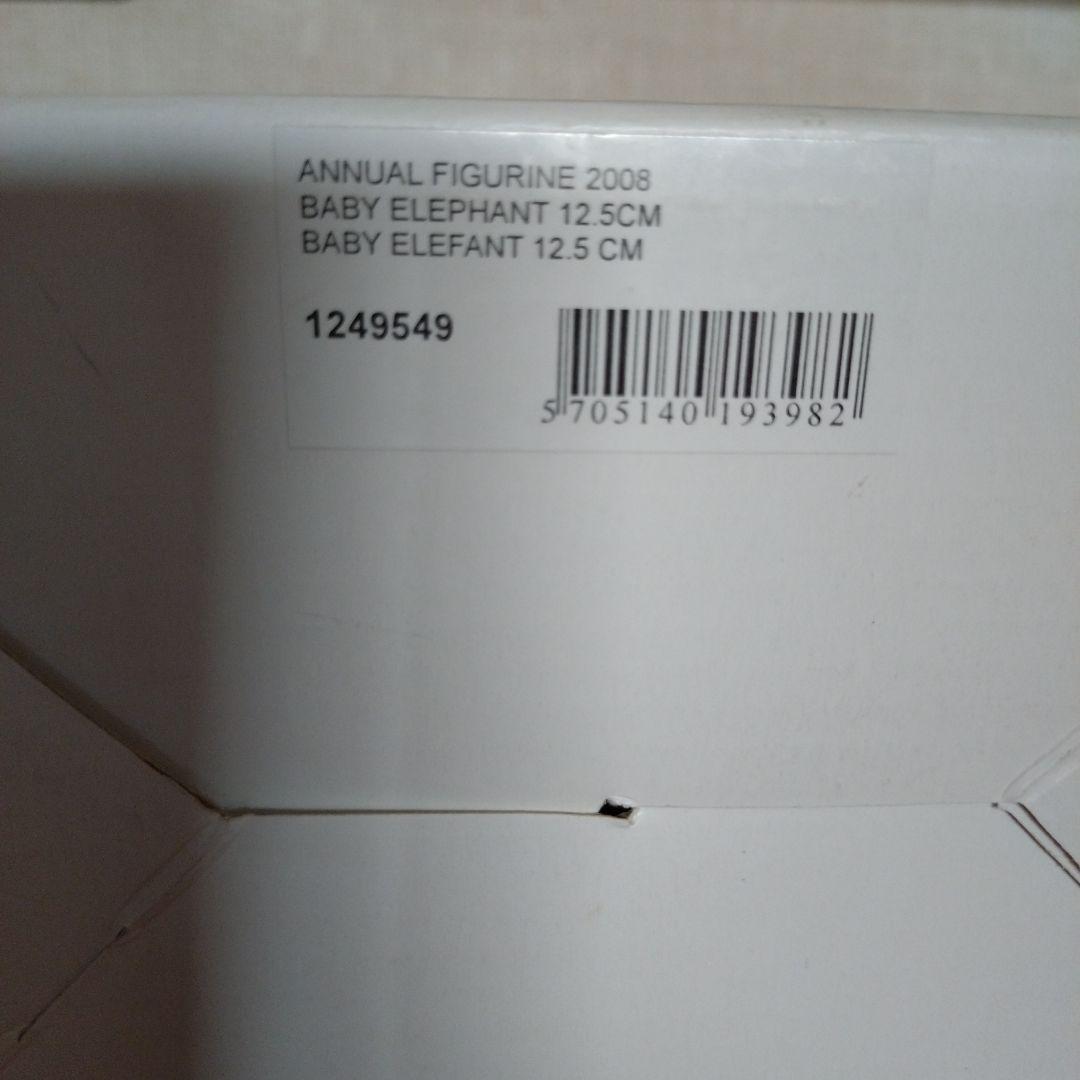 ANNUAL FIGURINE 2008
BABY ELEPHANT 12.5CM
BABY ELEFANT 12.5 CM
1249549
5 705140 193982